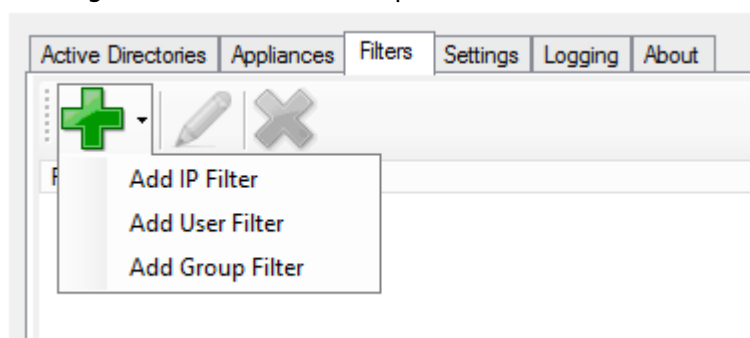 Active Directories Appliances Filters Settings Logging About
Add IP Filter
Add User Filter
Add Group Filter